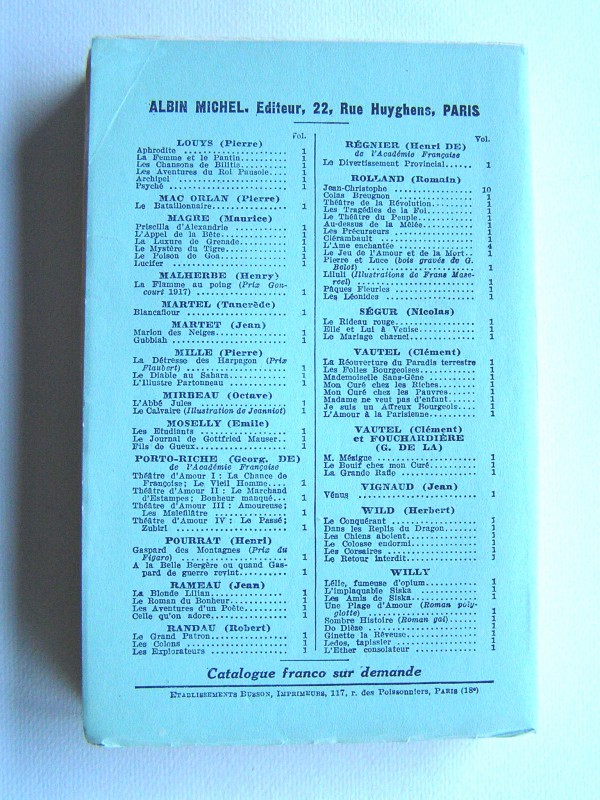 ALBIN MICHEL. Editeur, 22, Rue Huyghens, PARIS
Vol.
LOUYS (Pierre)
Aphrodite ........ 1
La Femme et le Pantin........ 1
Les Chansons de Bilitis ........ 1
Les Aventures du Roi Pausole.... 1
Archipel ........ 1
Psyché ........ 1
MAC ORLAN (Pierre)
Le Bataillonnaire........ 1
MAGRE (Maurice)
Priscilla d'Alexandrie ........ 1
L'Appel de la Bête........ 1
La Luxure de Grenade........ 1
Le Mystère du Tigre........ 1
Le Poison de Goa........ 1
Lucifer ........ 1
MALHERBE (Henry)
La Flamme au poing (Prix Gon-
court 1917) ........ 1
MARTEL (Tancrède)
Blancaflour ........ 1
MARTET (Jean)
Marion des Neiges........ 1
Gubbiah ........ 1
MILLE (Pierre)
La Détresse des Harpagon (Prix
Flaubert) ........ 1
Le Diable au Sahara........ 1
L'Illustre Partonneau ........ 1
MIRBEAU (Octave)
L'Abbé Jules ........ 1
Le Calvaire (Illustration de Jeanniot) 1
MOSELLY (Emile)
Les Etudiants ........ 1
Le Journal de Gottfried Mauser.. 1
Fils de Gueux........ 1
PORTO-RICHE (Georg. DE)
de l'Académie Française
Théâtre d'Amour I : La Chance de
Françoise; Le Vieil Homme.... 1
Théâtre d'Amour II : Le Marchand
d'Estampes; Bonheur manqué... 1
Théâtre d'Amour III : Amoureuse;
Les Malefilâtre ........ 1
Théâtre d'Amour IV : Le Passé;
Zubiri ........ 1
POURRAT (Henri)
Gaspard des Montagnes (Prix du
Figaro) ........ 1
A la Belle Bergère ou quand Gas-
pard de guerre revint........ 1
RAMEAU (Jean)
La Blonde Lilian........ 1
Le Roman du Bonheur........ 1
Les Aventures d'un Poète........ 1
Celle qu'on adore........ 1
RANDAU (Robert)
Le Grand Patron........ 1
Les Colons ........ 1
Les Explorateurs ........ 1
Vol.
RÉGNIER (Henri DE)
de l'Académie Française
Le Divertissement Provincial...... 1
ROLLAND (Romain)
Jean-Christophe ........ 10
Colas Breugnon ........ 1
Théâtre de la Révolution........ 1
Les Tragédies de la Foi........ 1
Le Théâtre du Peuple........ 1
Au-dessus de la Mêlée........ 1
Les Précurseurs ........ 1
Clérambault ........ 1
L'Ame enchantée ........ 4
Le Jeu de l'Amour et de la Mort.. 1
Pierre et Luce (bois gravés de G.
Belot) ........ 1
Liluli (Illustrations de Frans Mase-
reel) ........ 1
Pâques Fleuries ........ 1
Les Léonides ........ 1
SÉGUR (Nicolas)
Le Rideau rouge........ 1
Elle et Lui à Venise........ 1
Le Mariage charnel........ 1
VAUTEL (Clément)
La Réouverture du Paradis terrestre 1
Les Folles Bourgeoises........ 1
Mademoiselle Sans-Gêne ........ 1
Mon Curé chez les Riches........ 1
Mon Curé chez les Pauvres........ 1
Madame ne veut pas d'enfant.... 1
Je suis un Affreux Bourgeois.... 1
L'Amour à la Parisienne........ 1
VAUTEL (Clément)
et FOUCHARDIÈRE
(G. DE LA)
M. Mézigue ........ 1
Le Bouif chez mon Curé........ 1
La Grande Rafle ........ 1
VIGNAUD (Jean)
Vénus ........ 1
WILD (Herbert)
Le Conquérant ........ 1
Dans les Replis du Dragon........ 1
Les Chiens aboient........ 1
Le Colosse endormi........ 1
Les Corsaires ........ 1
Le Retour interdit........ 1
WILLY
Lélie, fumeuse d'opium........ 1
L'implaquable Siska ........ 1
Les Amis de Siska........ 1
Une Plage d'Amour (Roman poly-
glotte) ........ 1
Sombre Histoire (Roman gai)..... 1
Do Dièze ........ 1
Ginette la Rêveuse........ 1
Ledos, tapissier ........ 1
L'Ether consolateur ........ 1
Catalogue franco sur demande
ETABLISSEMENTS BUSSON, IMPRIMEURS, 117, r. des Poissonniers, PARIS (18e)